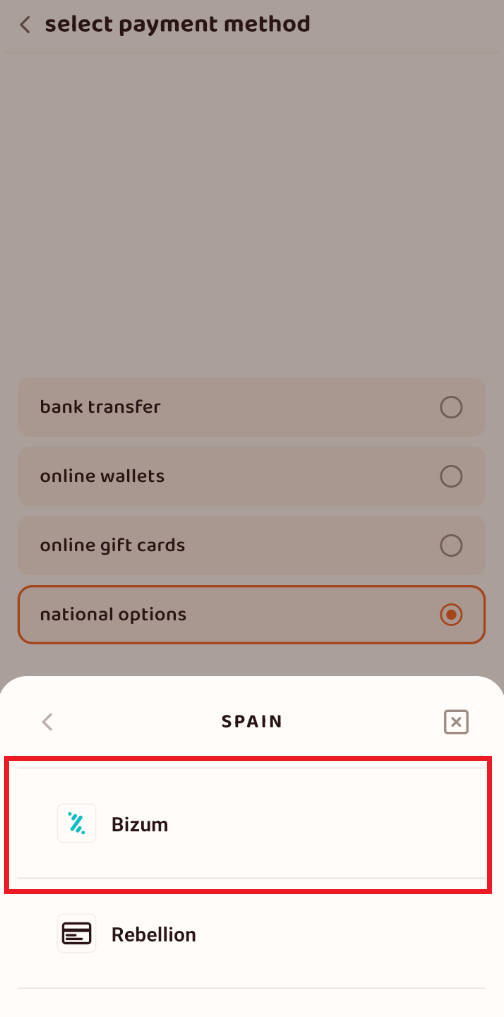 select payment method
bank transfer
online wallets
online gift cards
national options
SPAIN
Bizum
Rebellion